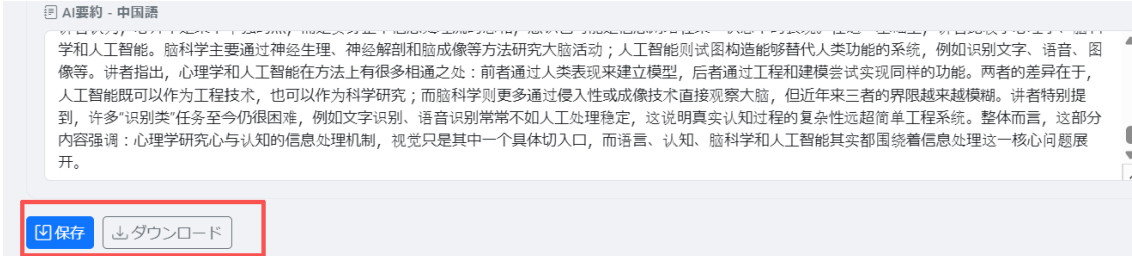 AI要約 - 中国語
学和人工智能。脑科学主要通过神经生理、神经解剖和脑成像等方法研究大脑活动；人工智能则试图构造能够替代人类功能的系统，例如识别文字、语音、图
像等。讲者指出，心理学和人工智能在方法上有很多相通之处：前者通过人类表现来建立模型，后者通过工程和建模尝试实现同样的功能。两者的差异在于，
人工智能既可以作为工程技术，也可以作为科学研究；而脑科学则更多通过侵入性或成像技术直接观察大脑，但近年来三者的界限越来越模糊。讲者特别提
到，许多“识别类”任务至今仍很困难，例如文字识别、语音识别常常不如人工处理稳定，这说明真实认知过程的复杂性远超简单工程系统。整体而言，这部分
内容强调：心理学研究心与认知的信息处理机制，视觉只是其中一个具体切入口，而语言、认知、脑科学和人工智能其实都围绕着信息处理这一核心问题展
开。
保存 ダウンロード